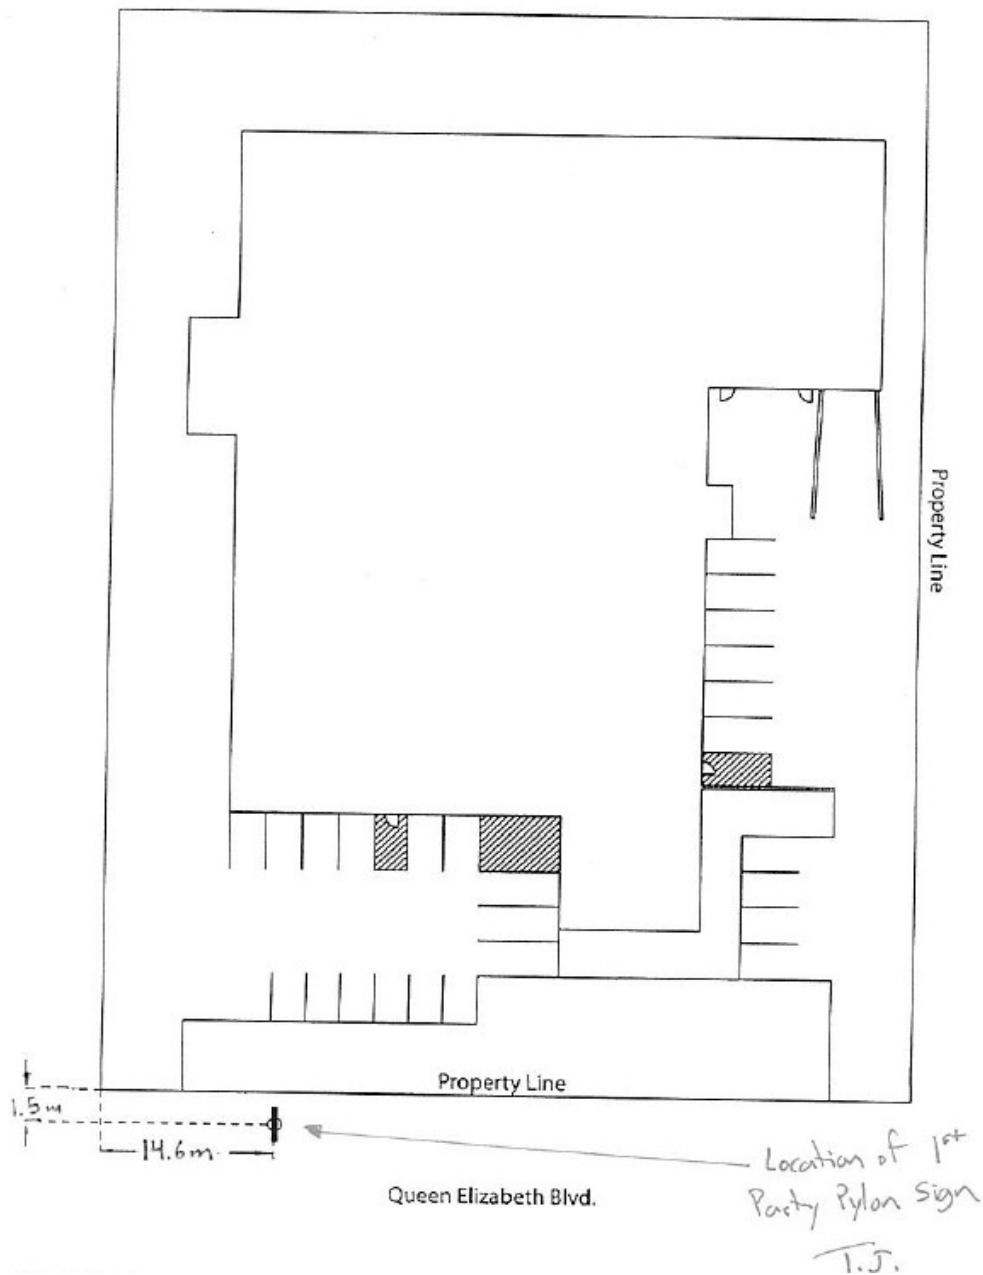 Property Line
Property Line
1.5m
14.6m
Queen Elizabeth Blvd.
Location of 1st
Party Pylon Sign
T.J.